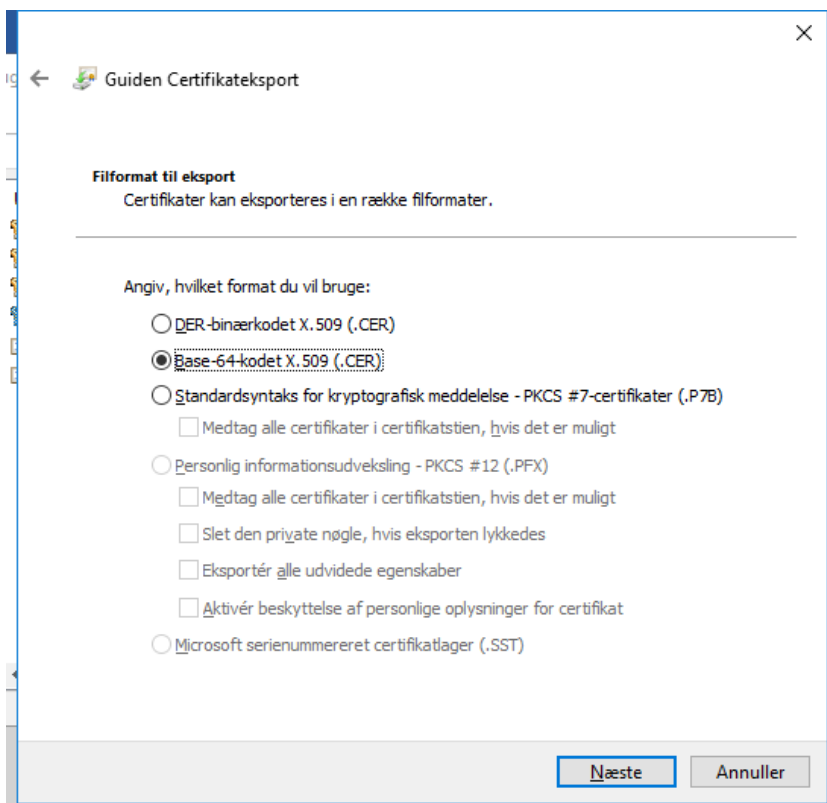 Guiden Certifikateksport
Filformat til eksport
Certifikater kan eksporteres i en række filformater.
Angiv, hvilket format du vil bruge:
DER-binærkodet X.509 (.CER)
Base-64-kodet X.509 (.CER)
Standardsyntaks for kryptografisk meddelelse - PKCS #7-certifikater (.P7B)
Medtag alle certifikater i certifikatstien, hvis det er muligt
Personlig informationsudveksling - PKCS #12 (.PFX)
Medtag alle certifikater i certifikatstien, hvis det er muligt
Slet den private nøgle, hvis eksporten lykkedes
Eksportér alle udvidede egenskaber
Aktivér beskyttelse af personlige oplysninger for certifikat
Microsoft serienummereret certifikatlager (.SST)
Næste Annuller